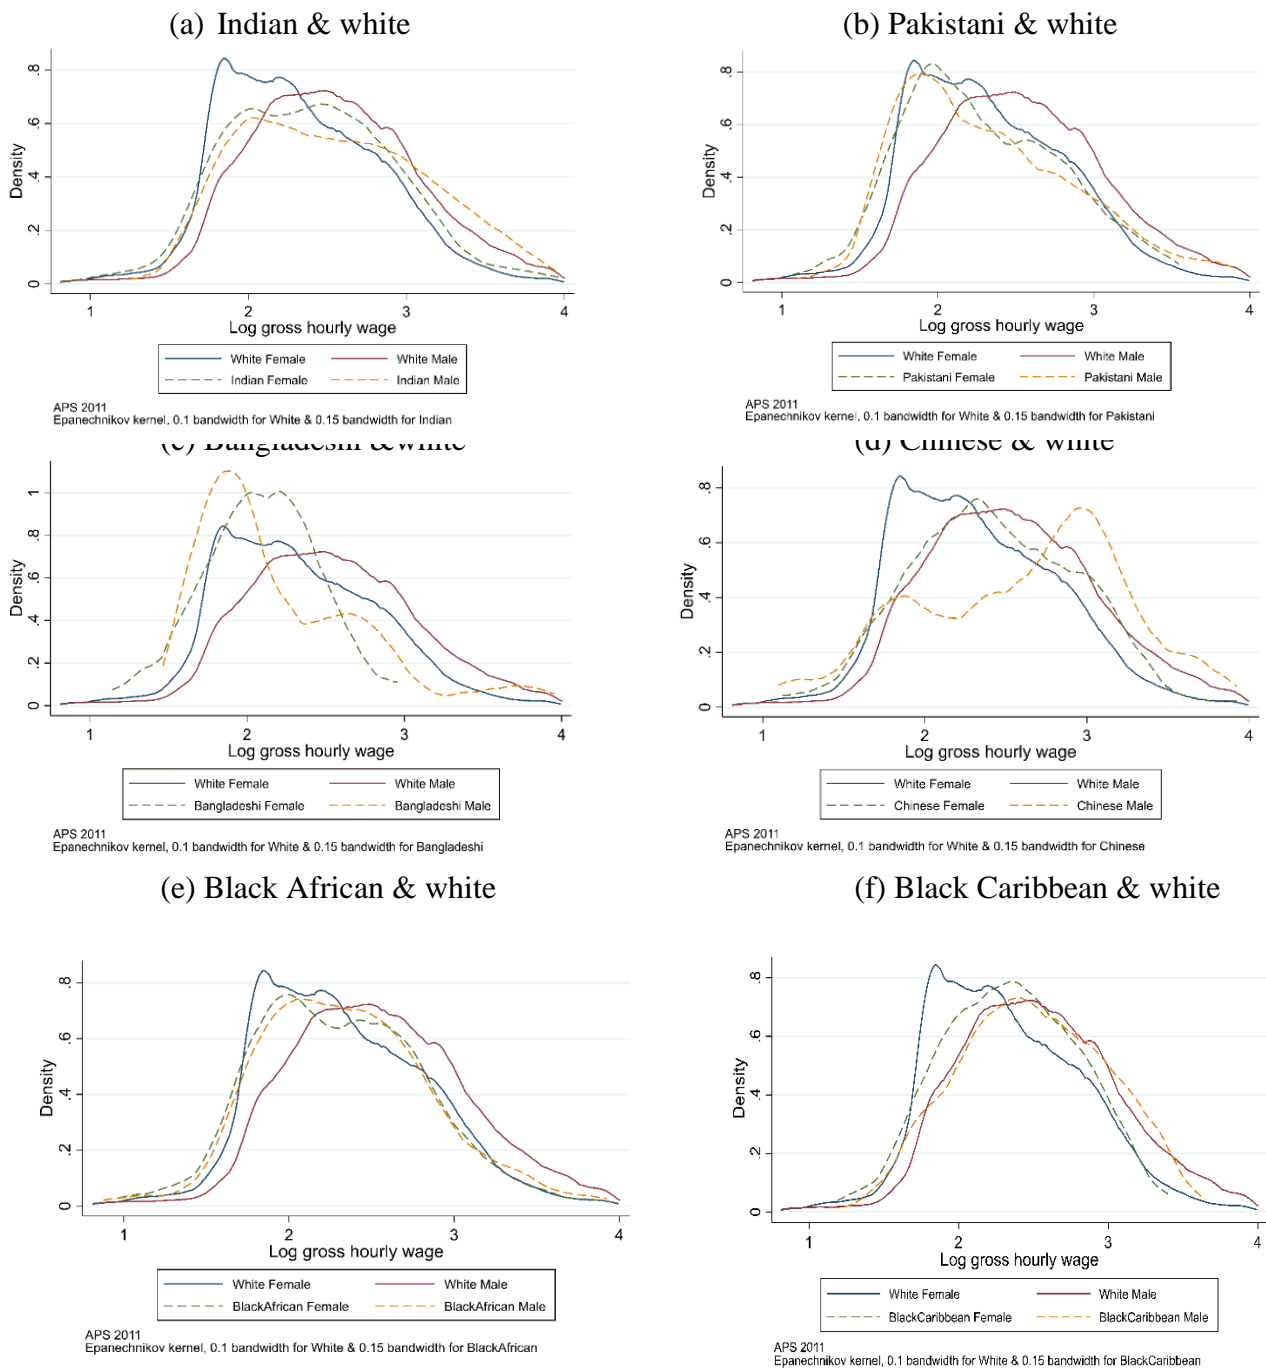 (a) Indian & white
(b) Pakistani & white
.8
.6
.4
.2
0
Density
1 2 3 4
Log gross hourly wage
White Female White Male
Indian Female Indian Male
APS 2011
Epanechnikov kernel, 0.1 bandwidth for White & 0.15 bandwidth for Indian
.8
.6
.4
.2
0
Density
1 2 3 4
Log gross hourly wage
White Female White Male
Pakistani Female Pakistani Male
APS 2011
Epanechnikov kernel, 0.1 bandwidth for White & 0.15 bandwidth for Pakistani
(c) Bangladeshi &white
(d) Chinese & white
1
.8
.6
.4
.2
0
Density
1 2 3 4
Log gross hourly wage
White Female White Male
Bangladeshi Female Bangladeshi Male
APS 2011
Epanechnikov kernel, 0.1 bandwidth for White & 0.15 bandwidth for Bangladeshi
.8
.6
.4
.2
0
Density
1 2 3 4
Log gross hourly wage
White Female White Male
Chinese Female Chinese Male
APS 2011
Epanechnikov kernel, 0.1 bandwidth for White & 0.15 bandwidth for Chinese
(e) Black African & white
(f) Black Caribbean & white
.8
.6
.4
.2
0
Density
1 2 3 4
Log gross hourly wage
White Female White Male
BlackAfrican Female BlackAfrican Male
APS 2011
Epanechnikov kernel, 0.1 bandwidth for White & 0.15 bandwidth for BlackAfrican
.8
.6
.4
.2
0
Density
1 2 3 4
Log gross hourly wage
White Female White Male
BlackCaribbean Female BlackCaribbean Male
APS 2011
Epanechnikov kernel, 0.1 bandwidth for White & 0.15 bandwidth for BlackCaribbean